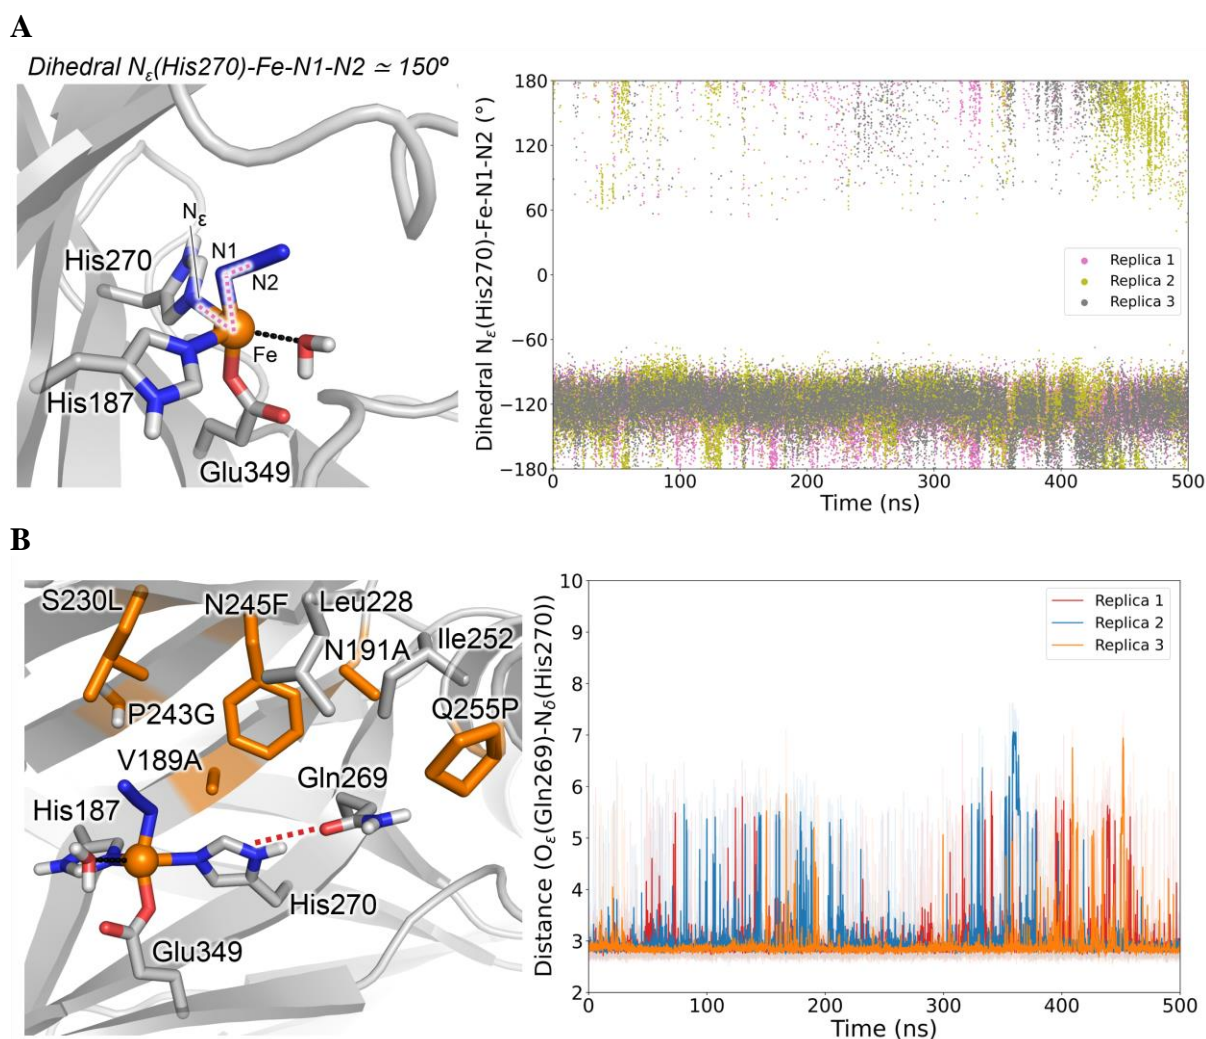 A
Dihedral Nε(His270)-Fe-N1-N2 ≃ 150º
Nε
N1
N2
His270
Fe
His187
Glu349
Dihedral Nε(His270)-Fe-N1-N2 (°)
180
120
60
0
−60
−120
−180
Replica 1
Replica 2
Replica 3
0 100 200 300 400 500
Time (ns)
B
S230L
N245F
Leu228
N191A
Ile252
P243G
Q255P
V189A
Gln269
His187
His270
Glu349
Distance (Oε(Gln269)-Nδ(His270))
10
9
8
7
6
5
4
3
2
Replica 1
Replica 2
Replica 3
0 100 200 300 400 500
Time (ns)